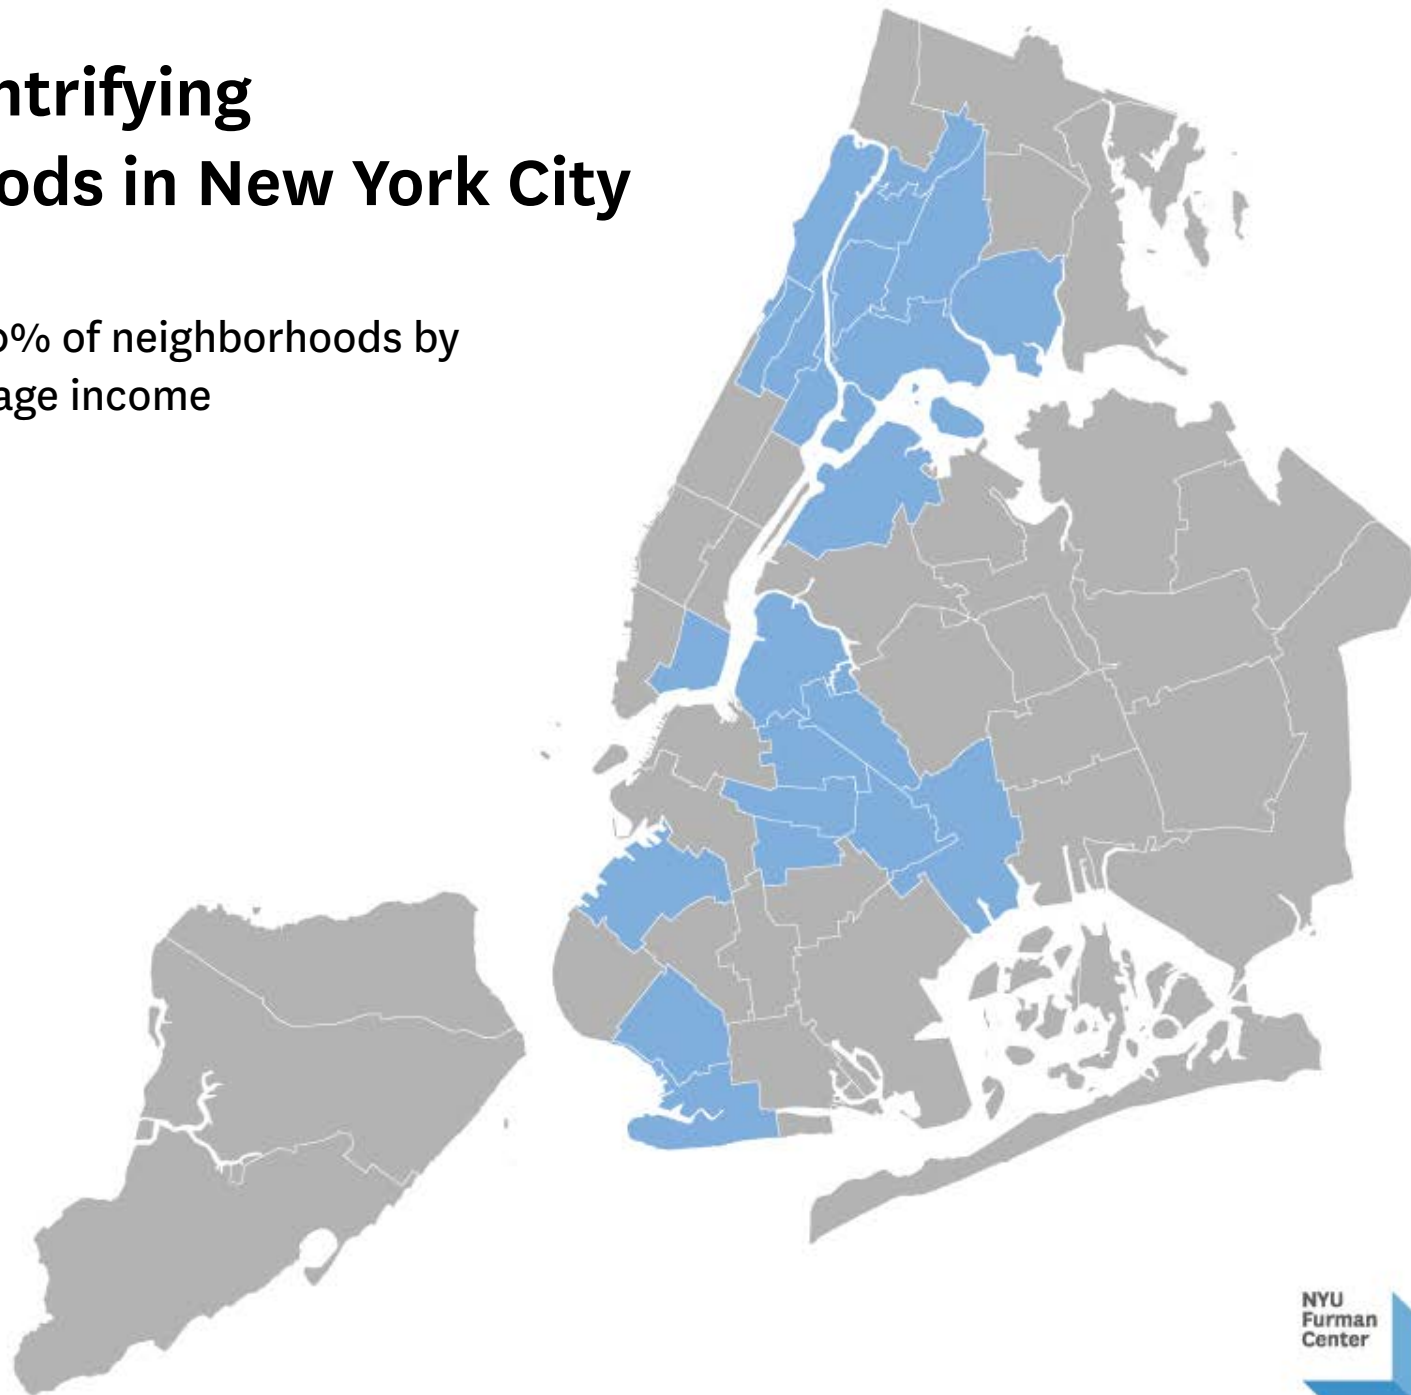 ntrifying
ods in New York City
% of neighborhoods by
age income
NYU
Furman
Center